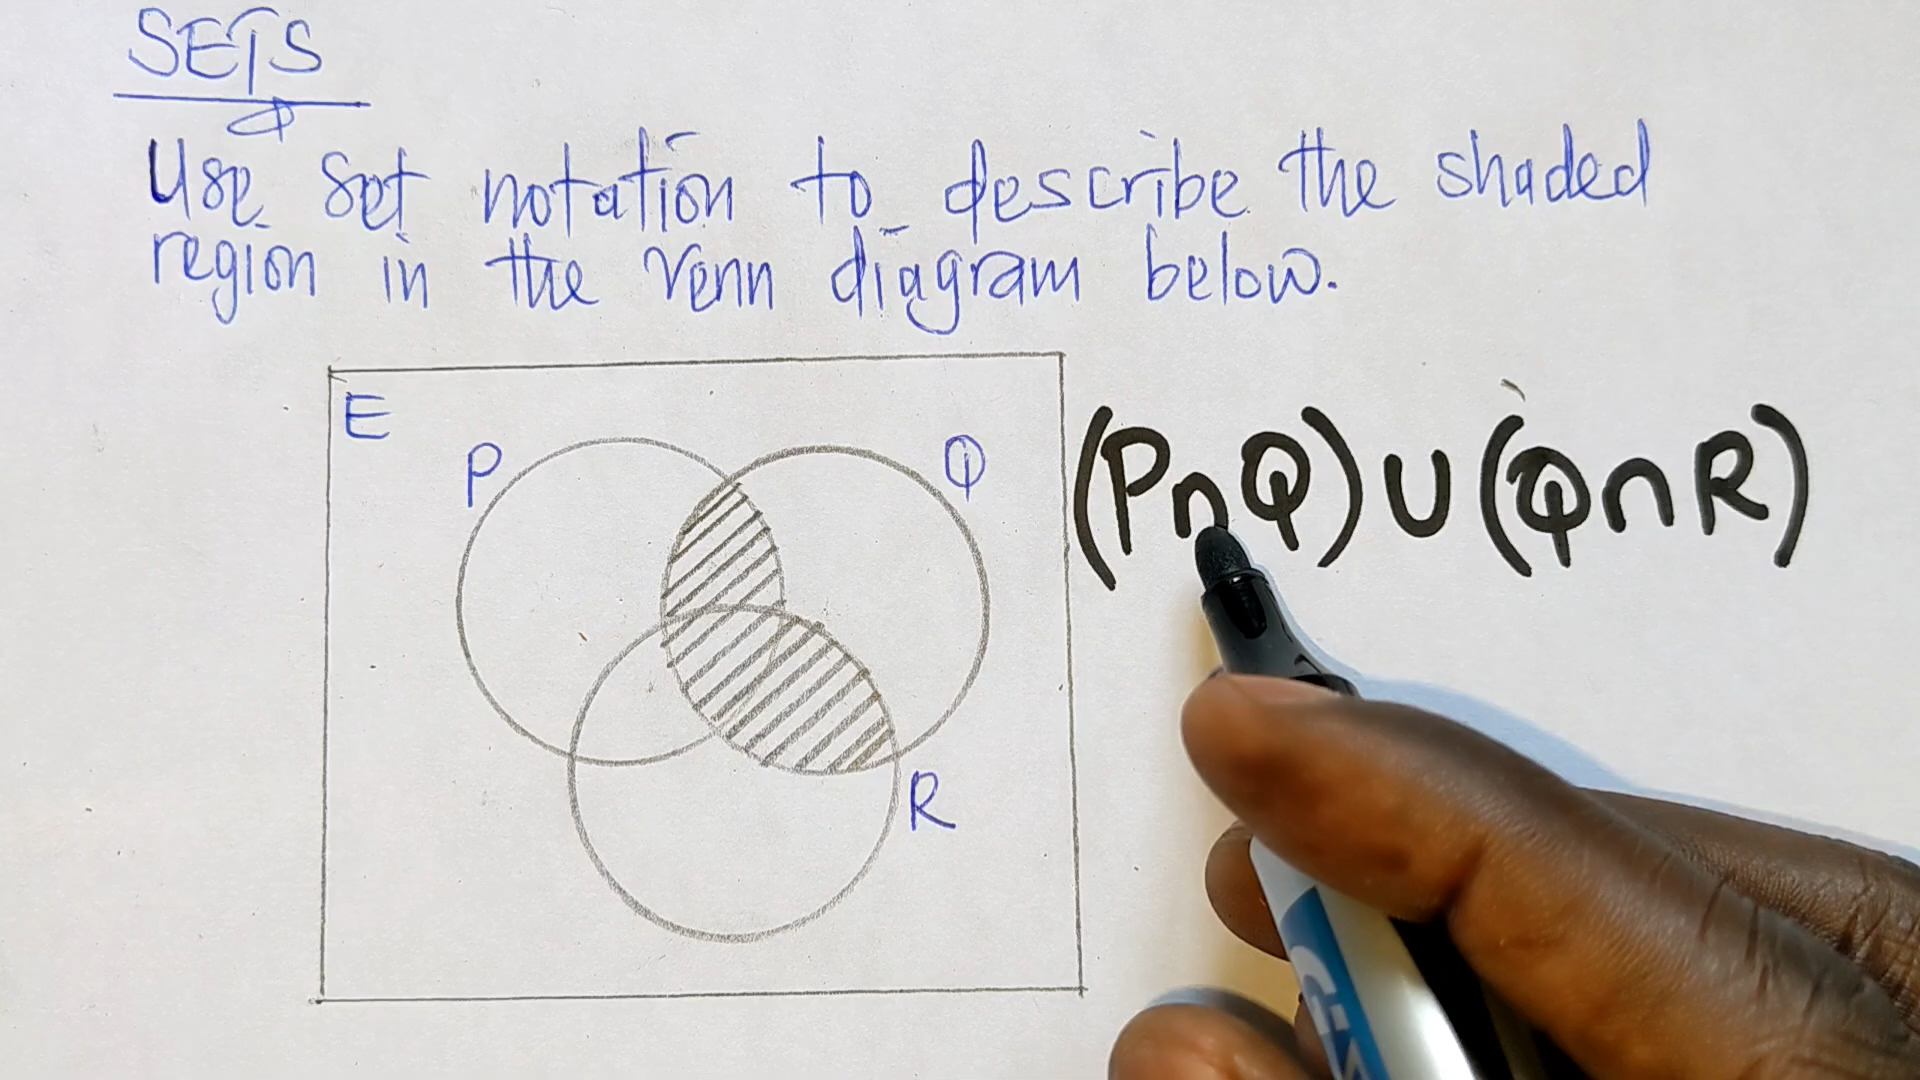 SETS
Use set notation to describe the shaded
region in the Venn diagram below.
E
P
Q
(P∩Q)∪(Q∩R)
R